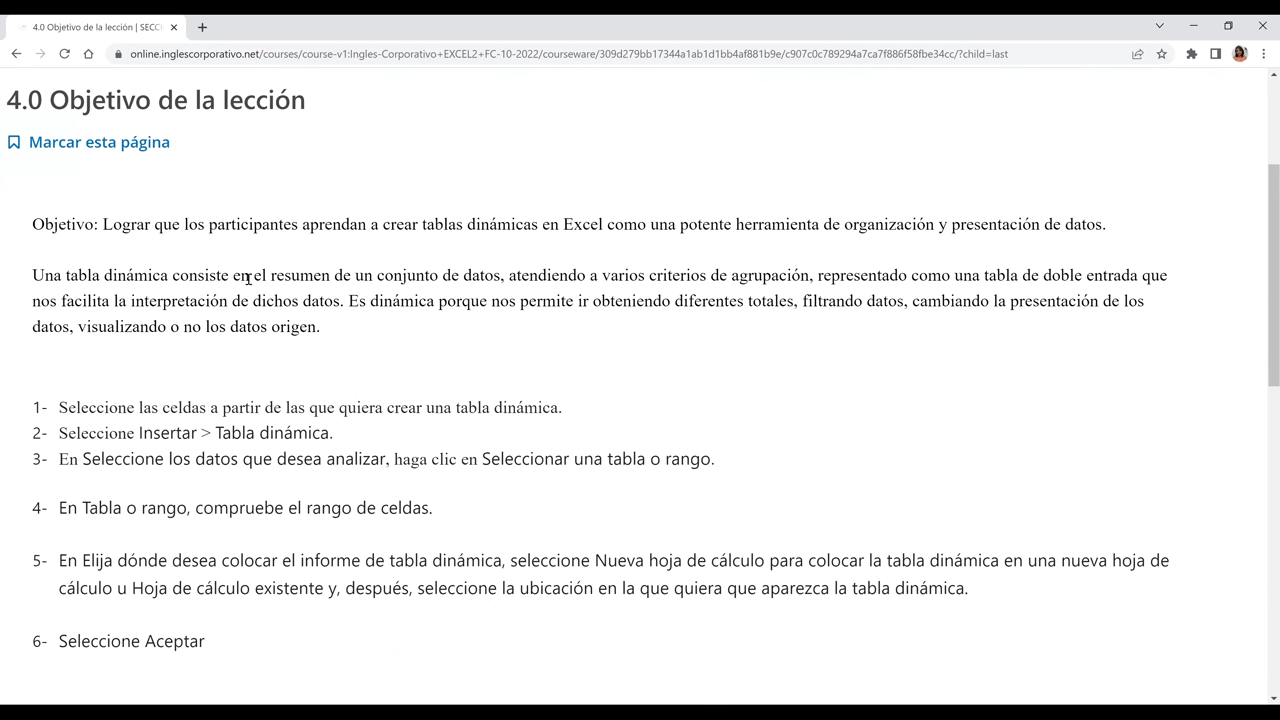 4.0 Objetivo de la lección | SECCI
online.inglescorporativo.net/courses/course-v1:Ingles-Corporativo+EXCEL2+FC-10-2022/courseware/309d279bb17344a1ab1d1bb4af881b9e/c907c0c789294a7ca7f886f58fbe34cc/?child=last
4.0 Objetivo de la lección
Marcar esta página
Objetivo: Lograr que los participantes aprendan a crear tablas dinámicas en Excel como una potente herramienta de organización y presentación de datos.
Una tabla dinámica consiste en el resumen de un conjunto de datos, atendiendo a varios criterios de agrupación, representado como una tabla de doble entrada que
nos facilita la interpretación de dichos datos. Es dinámica porque nos permite ir obteniendo diferentes totales, filtrando datos, cambiando la presentación de los
datos, visualizando o no los datos origen.
1- Seleccione las celdas a partir de las que quiera crear una tabla dinámica.
2- Seleccione Insertar > Tabla dinámica.
3- En Seleccione los datos que desea analizar, haga clic en Seleccionar una tabla o rango.
4- En Tabla o rango, compruebe el rango de celdas.
5- En Elija dónde desea colocar el informe de tabla dinámica, seleccione Nueva hoja de cálculo para colocar la tabla dinámica en una nueva hoja de
cálculo u Hoja de cálculo existente y, después, seleccione la ubicación en la que quiera que aparezca la tabla dinámica.
6- Seleccione Aceptar